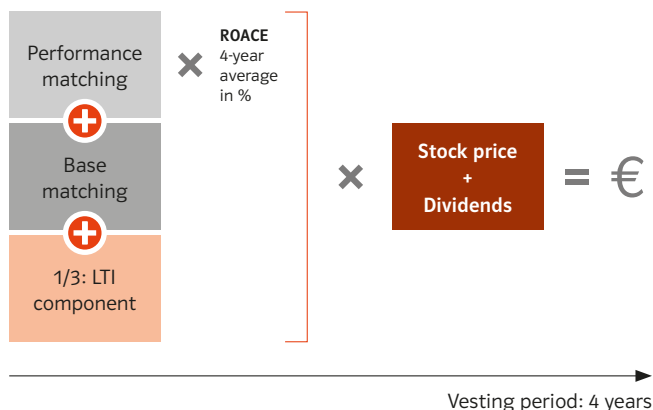 Performance
matching
×
ROACE
4-year
average
in %
+
Base
matching
+
1/3: LTI
component
×
Stock price
+
Dividends
= €
Vesting period: 4 years